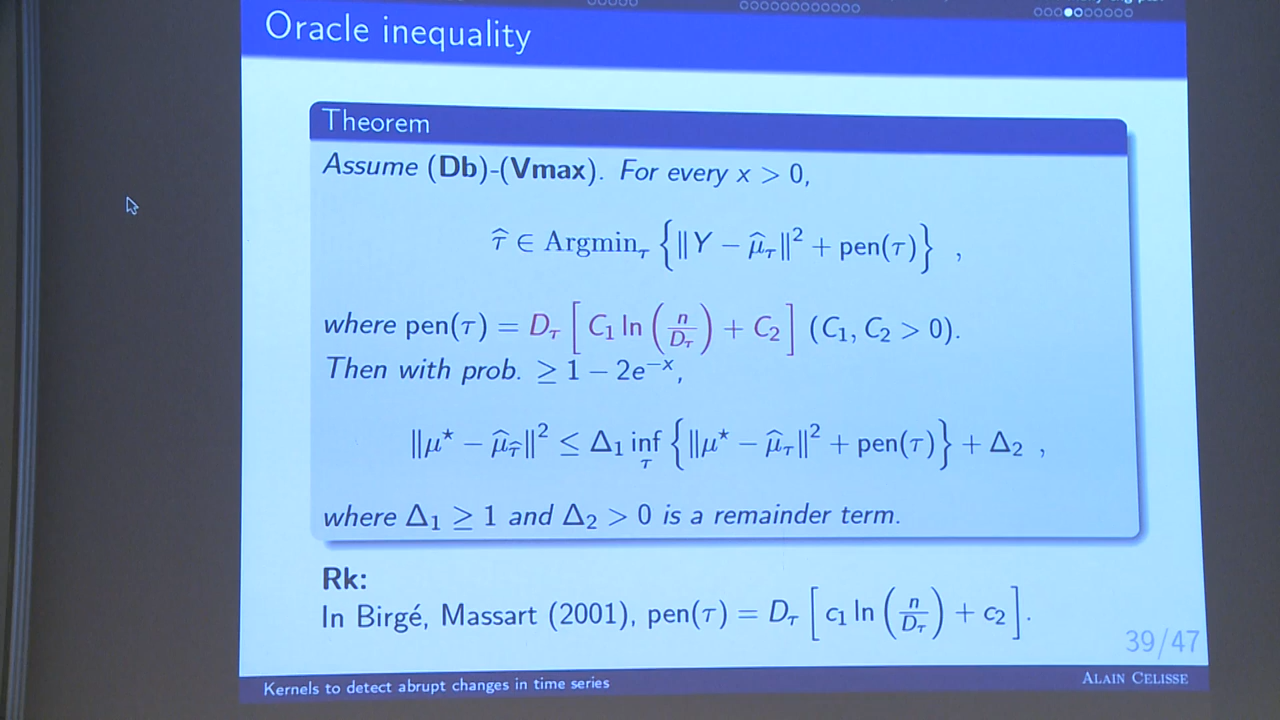 Oracle inequality
Theorem
Assume (Db)-(Vmax). For every x > 0,
τ̂ ∈ Argmin_τ {‖Y − μ̂_τ‖² + pen(τ)} ,
where pen(τ) = D_τ [ C₁ ln (n/D_τ) + C₂ ] (C₁, C₂ > 0).
Then with prob. ≥ 1 − 2e^{−x},
‖μ* − μ̂_τ̂‖² ≤ Δ₁ inf_τ {‖μ* − μ̂_τ‖² + pen(τ)} + Δ₂ ,
where Δ₁ ≥ 1 and Δ₂ > 0 is a remainder term.
Rk:
In Birgé, Massart (2001), pen(τ) = D_τ [ c₁ ln (n/D_τ) + c₂ ].
39/47
Kernels to detect abrupt changes in time series
ALAIN CELISSE